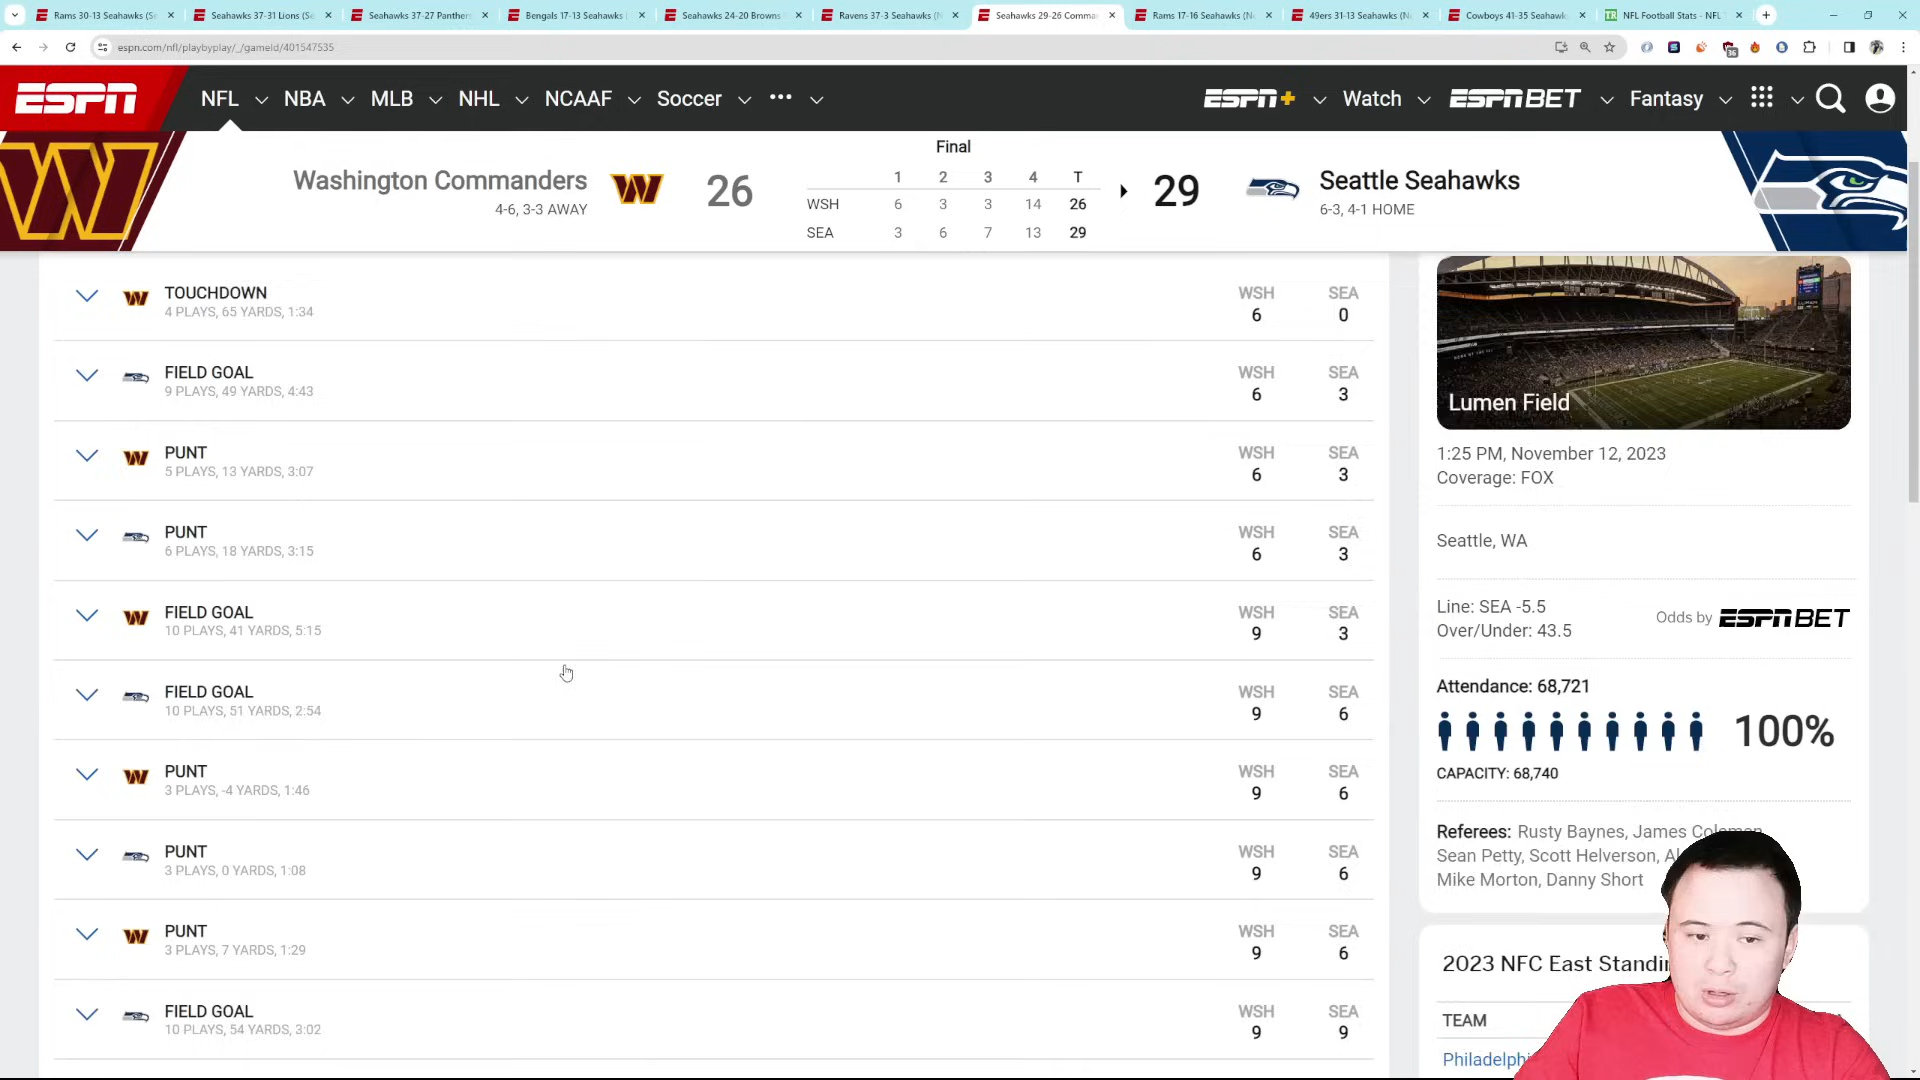 Rams 30-13 Seahawks (Se
Seahawks 37-31 Lions (Se
Seahawks 37-27 Panthers
Bengals 17-13 Seahawks (
Seahawks 24-20 Browns
Ravens 37-3 Seahawks (N
Seahawks 29-26 Comma
Rams 17-16 Seahawks (N
49ers 31-13 Seahawks (N
Cowboys 41-35 Seahawk
NFL Football Stats - NFL
espn.com/nfl/playbyplay/_/gameId/401547535
36
ESPN
NFL
NBA
MLB
NHL
NCAAF
Soccer
ESPN+
Watch
ESPN BET
Fantasy
Final
Washington Commanders
4-6, 3-3 AWAY
26
1 2 3 4 T
WSH 6 3 3 14 26
SEA 3 6 7 13 29
29
Seattle Seahawks
6-3, 4-1 HOME
TOUCHDOWN
4 PLAYS, 65 YARDS, 1:34
WSH SEA
6 0
FIELD GOAL
9 PLAYS, 49 YARDS, 4:43
WSH SEA
6 3
PUNT
5 PLAYS, 13 YARDS, 3:07
WSH SEA
6 3
PUNT
6 PLAYS, 18 YARDS, 3:15
WSH SEA
6 3
FIELD GOAL
10 PLAYS, 41 YARDS, 5:15
WSH SEA
9 3
FIELD GOAL
10 PLAYS, 51 YARDS, 2:54
WSH SEA
9 6
PUNT
3 PLAYS, -4 YARDS, 1:46
WSH SEA
9 6
PUNT
3 PLAYS, 0 YARDS, 1:08
WSH SEA
9 6
PUNT
3 PLAYS, 7 YARDS, 1:29
WSH SEA
9 6
FIELD GOAL
10 PLAYS, 54 YARDS, 3:02
WSH SEA
9 9
Lumen Field
1:25 PM, November 12, 2023
Coverage: FOX
Seattle, WA
Line: SEA -5.5
Over/Under: 43.5
Odds by ESPN BET
Attendance: 68,721
100%
CAPACITY: 68,740
Referees: Rusty Baynes, James Coleman
Sean Petty, Scott Helverson, Al
Mike Morton, Danny Short
2023 NFC East Standi
TEAM
Philadelphi